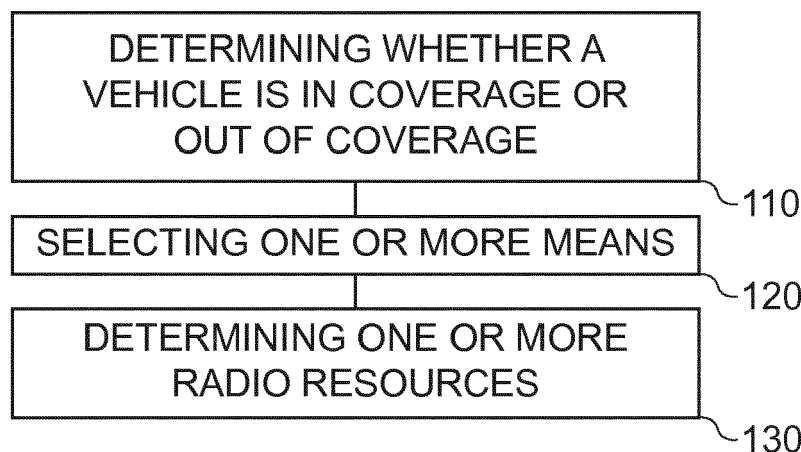 DETERMINING WHETHER A
VEHICLE IS IN COVERAGE OR
OUT OF COVERAGE
110
SELECTING ONE OR MORE MEANS
120
DETERMINING ONE OR MORE
RADIO RESOURCES
130